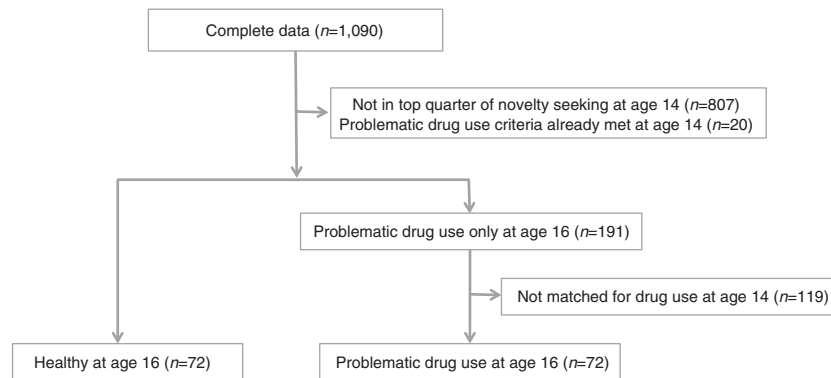 Complete data (n=1,090)
Not in top quarter of novelty seeking at age 14 (n=807)
Problematic drug use criteria already met at age 14 (n=20)
Problematic drug use only at age 16 (n=191)
Not matched for drug use at age 14 (n=119)
Healthy at age 16 (n=72)
Problematic drug use at age 16 (n=72)